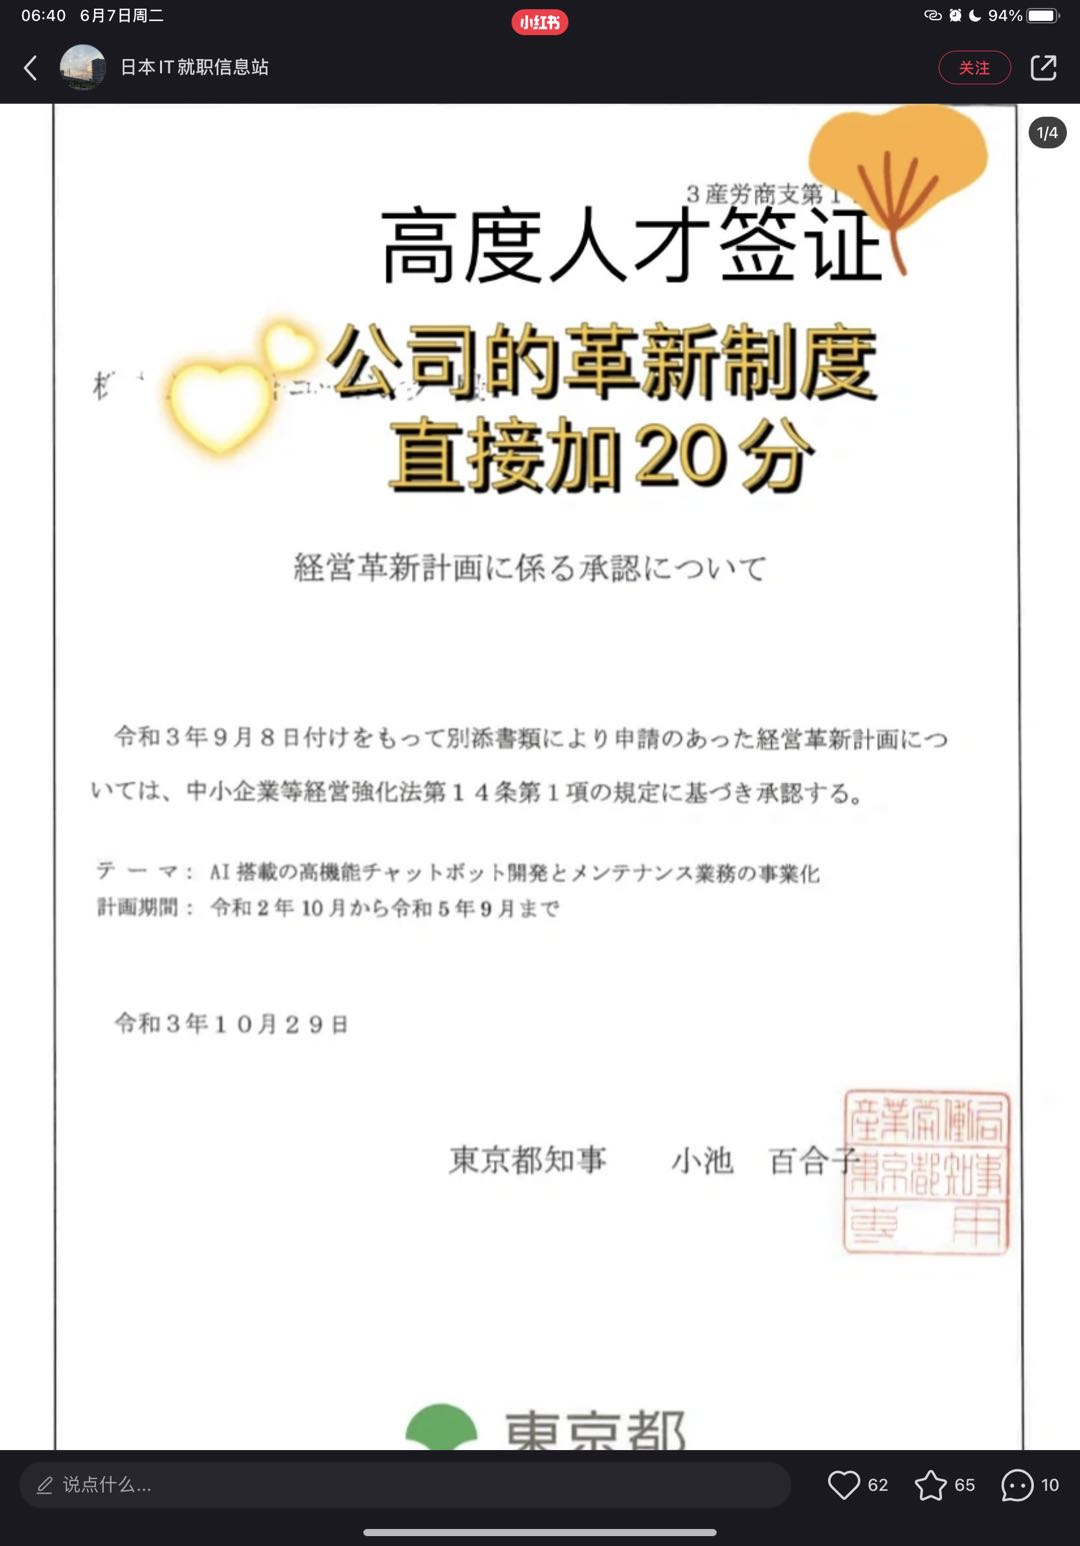 06:40 6月7日周二
小红书
94%
日本IT就职信息站
关注
1/4
３産労商支第１
高度人才签证
公司的革新制度
直接加20分
経営革新計画に係る承認について
令和３年９月８日付けをもって別添書類により申請のあった経営革新計画につ
いては、中小企業等経営強化法第１４条第１項の規定に基づき承認する。
テーマ： AI搭載の高機能チャットボット開発とメンテナンス業務の事業化
計画期間： 令和2年10月から令和5年9月まで
令和３年１０月２９日
東京都知事 小池 百合子
産業労働局
東京都知事
専 用
東京都
说点什么...
62
65
10